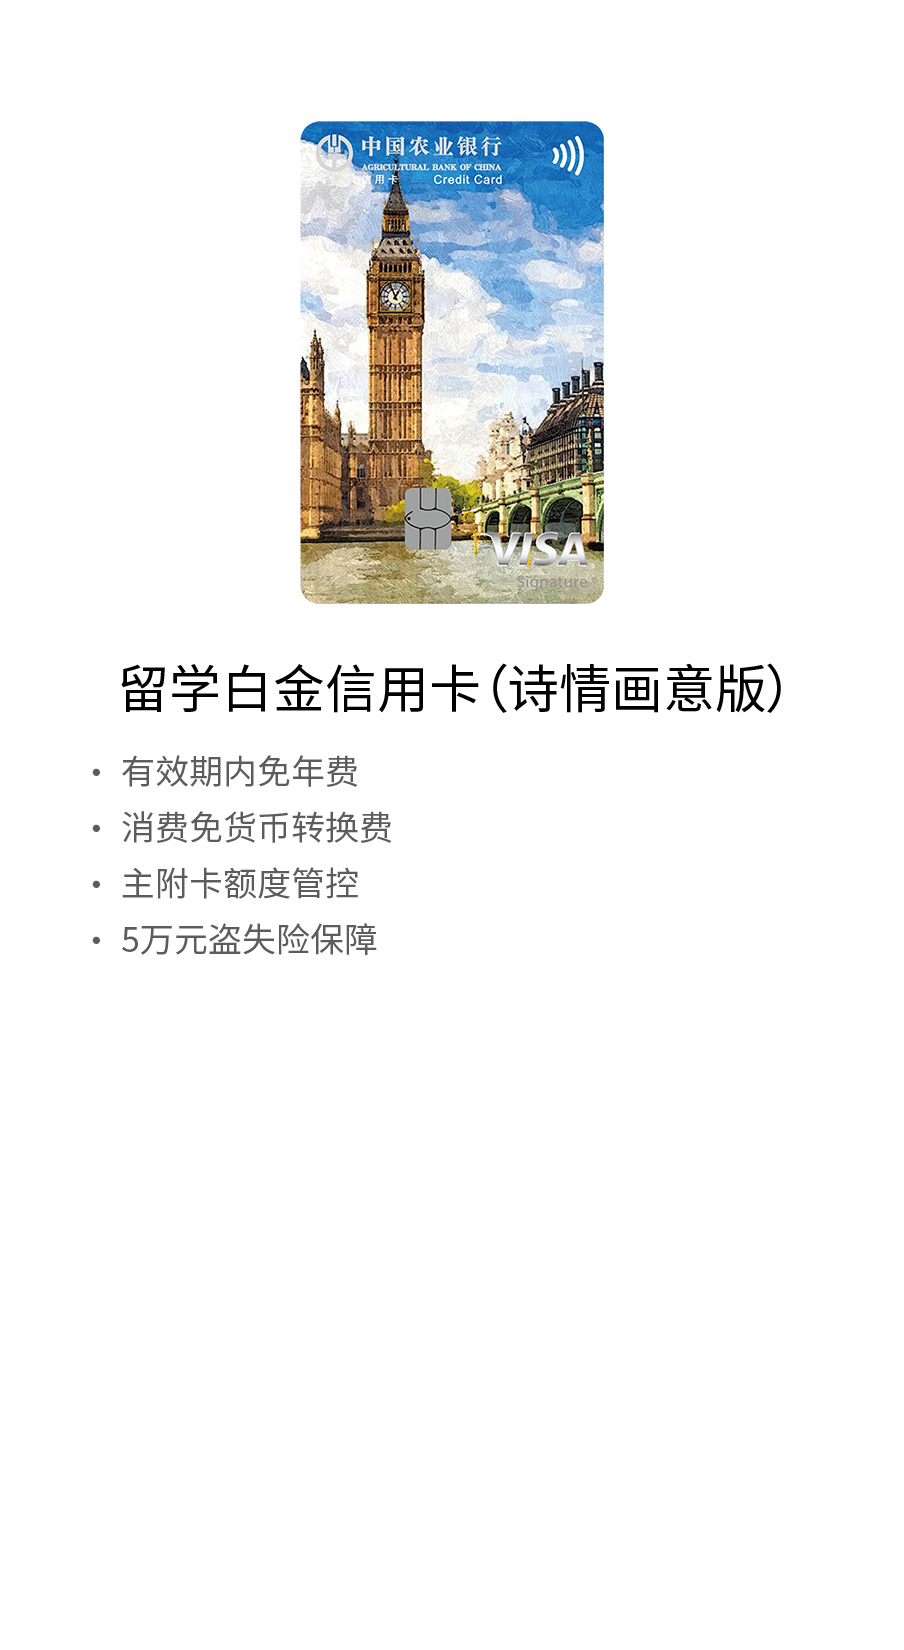 中国农业银行
AGRICULTURAL BANK OF CHINA
信用卡 Credit Card
VISA
Signature
留学白金信用卡（诗情画意版）
· 有效期内免年费
· 消费免货币转换费
· 主附卡额度管控
· 5万元盗失险保障